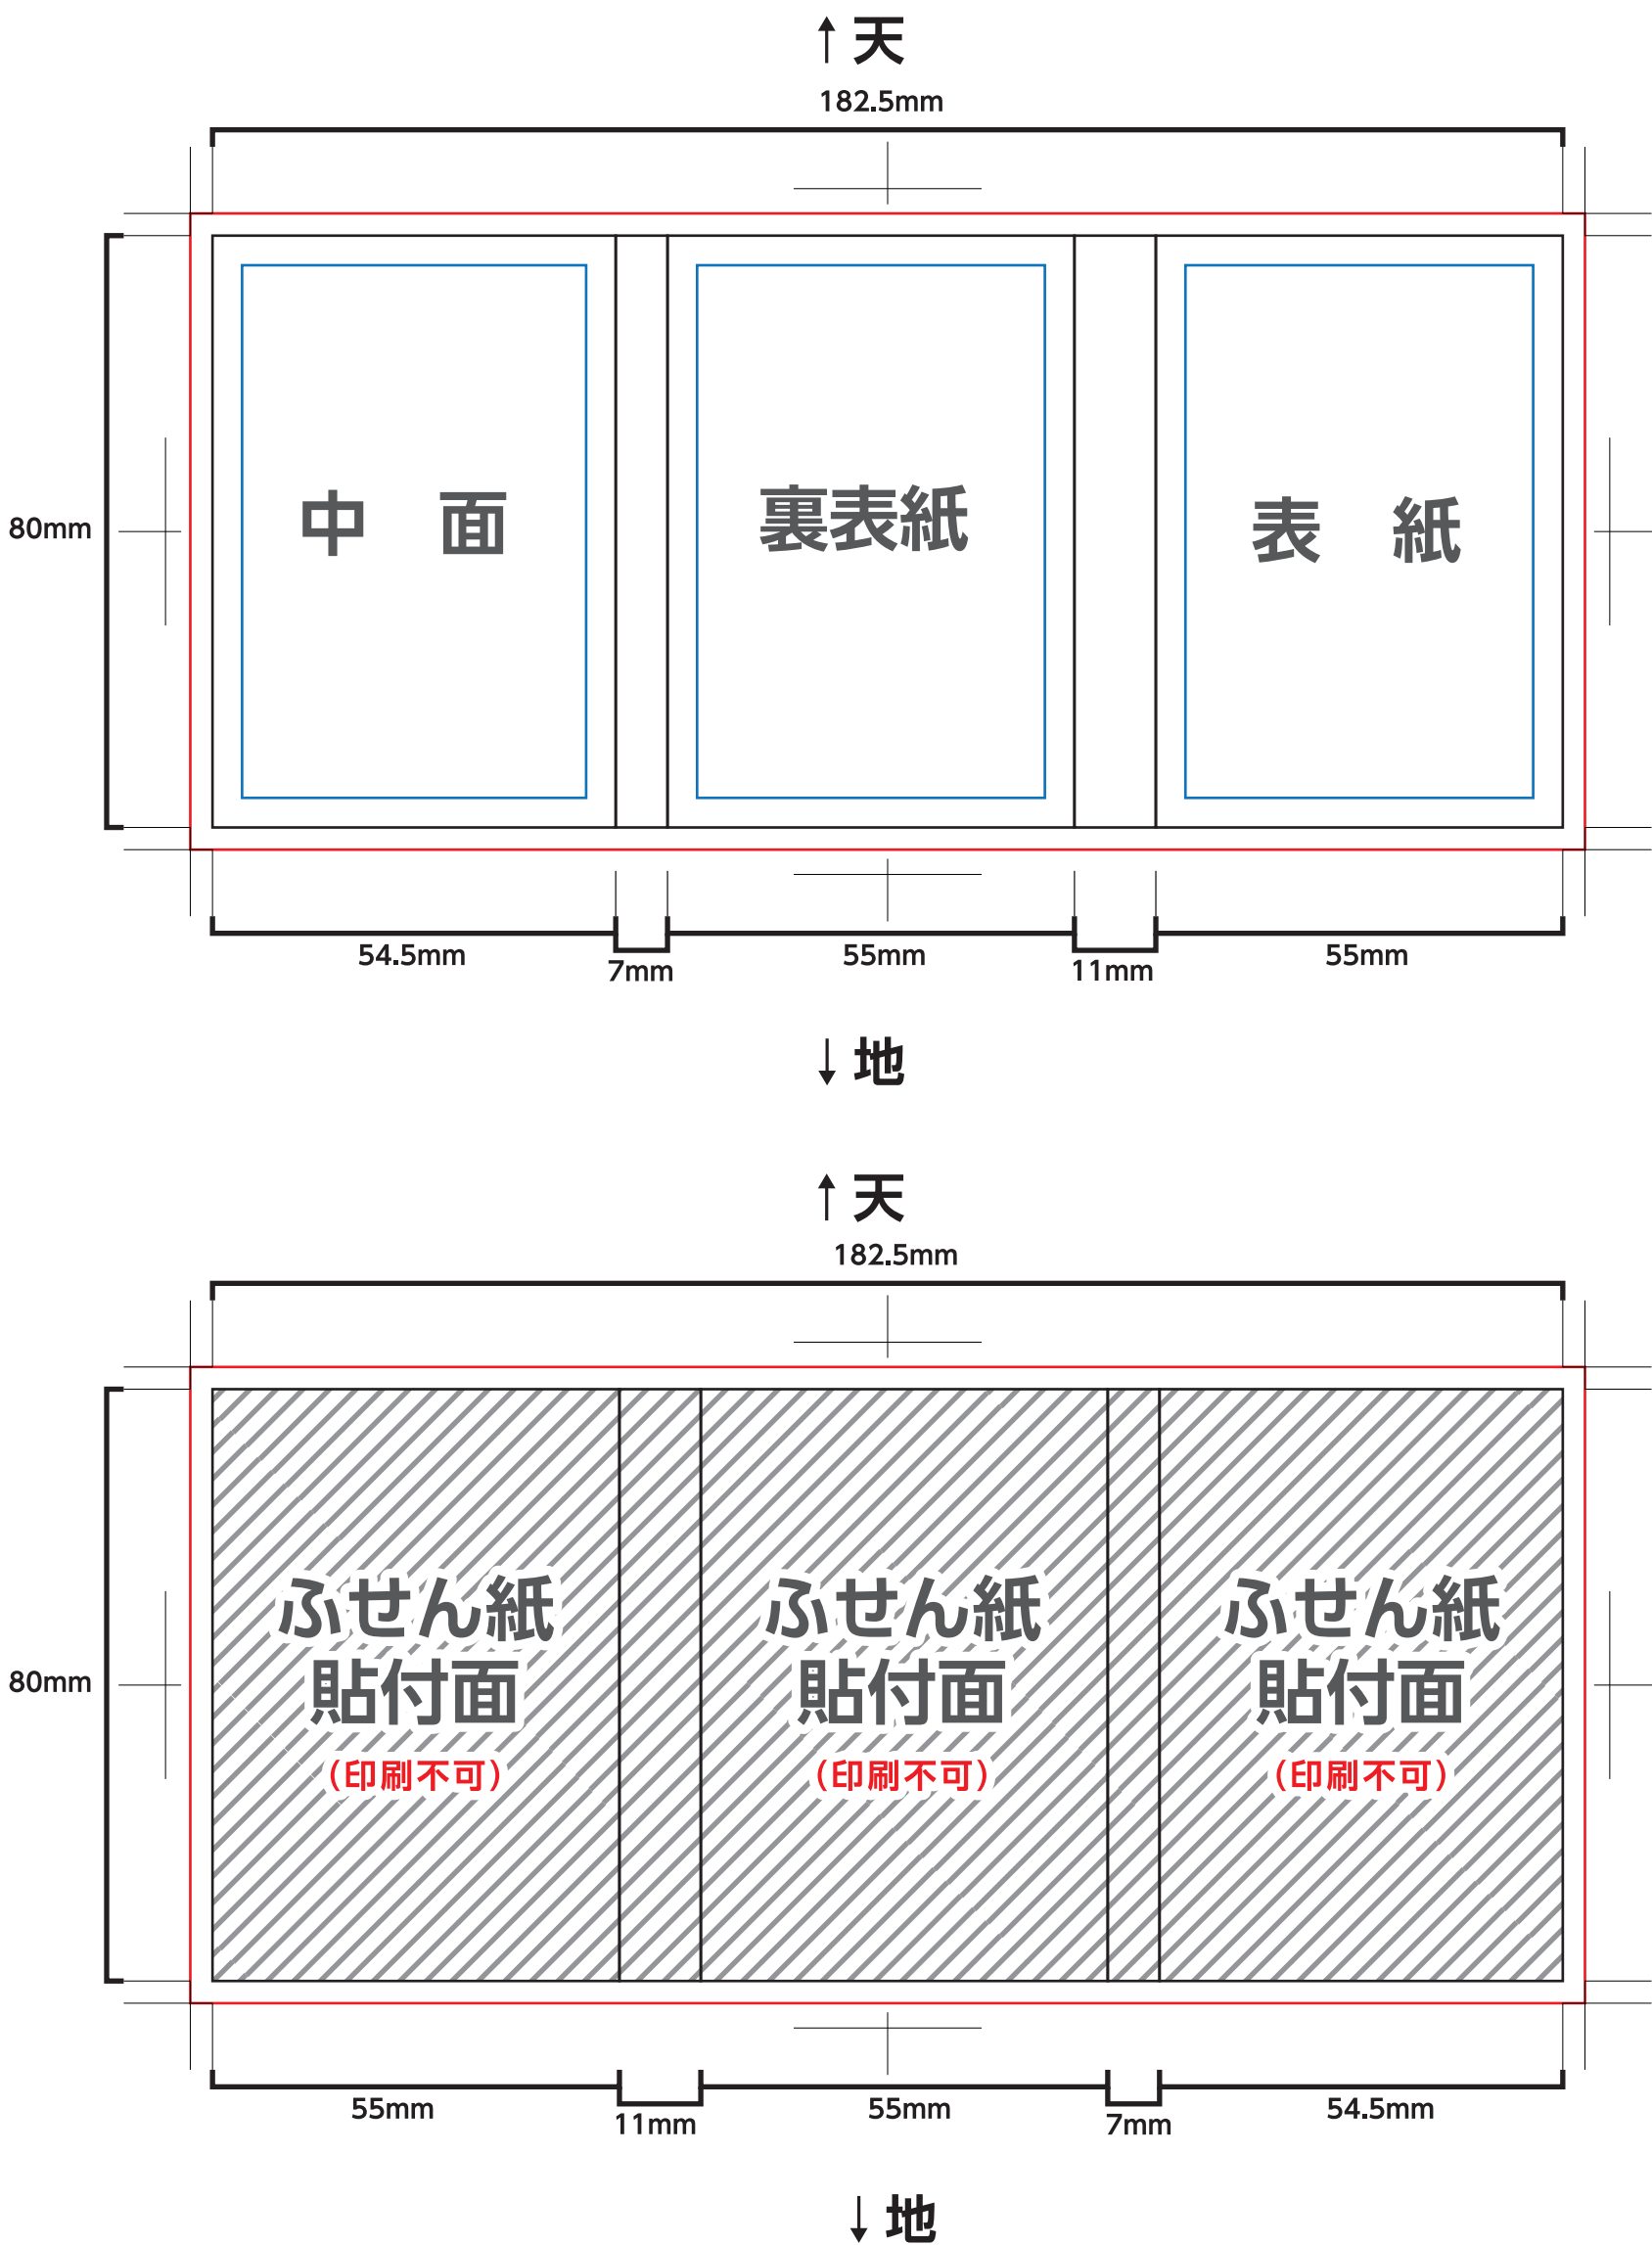 ↑ 天
182.5mm
80mm
中　面
裏表紙
表　紙
54.5mm
7mm
55mm
11mm
55mm
↓ 地
↑ 天
182.5mm
80mm
ふせん紙
貼付面
(印刷不可)
ふせん紙
貼付面
(印刷不可)
ふせん紙
貼付面
(印刷不可)
55mm
11mm
55mm
7mm
54.5mm
↓ 地